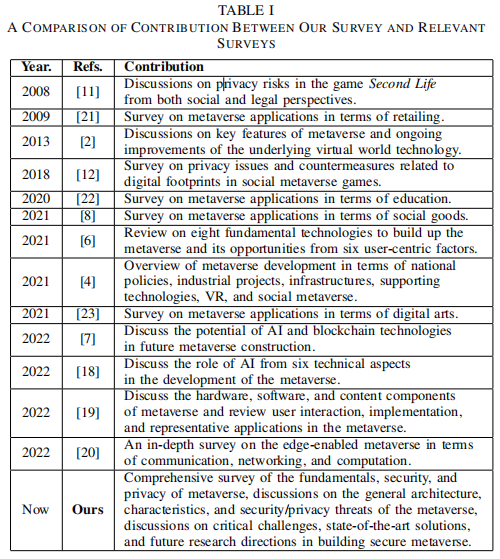 TABLE I
A COMPARISON OF CONTRIBUTION BETWEEN OUR SURVEY AND RELEVANT
SURVEYS
Year. Refs. Contribution
2008 [11] Discussions on privacy risks in the game Second Life
from both social and legal perspectives.
2009 [21] Survey on metaverse applications in terms of retailing.
2013 [2] Discussions on key features of metaverse and ongoing
improvements of the underlying virtual world technology.
2018 [12] Survey on privacy issues and countermeasures related to
digital footprints in social metaverse games.
2020 [22] Survey on metaverse applications in terms of education.
2021 [8] Survey on metaverse applications in terms of social goods.
2021 [6] Review on eight fundamental technologies to build up the
metaverse and its opportunities from six user-centric factors.
2021 [4] Overview of metaverse development in terms of national
policies, industrial projects, infrastructures, supporting
technologies, VR, and social metaverse.
2021 [23] Survey on metaverse applications in terms of digital arts.
2022 [7] Discuss the potential of AI and blockchain technologies
in future metaverse construction.
2022 [18] Discuss the role of AI from six technical aspects
in the development of the metaverse.
2022 [19] Discuss the hardware, software, and content components
of metaverse and review user interaction, implementation,
and representative applications in the metaverse.
2022 [20] An in-depth survey on the edge-enabled metaverse in terms
of communication, networking, and computation.
Now Ours Comprehensive survey of the fundamentals, security, and
privacy of metaverse, discussions on the general architecture,
characteristics, and security/privacy threats of the metaverse,
discussions on critical challenges, state-of-the-art solutions,
and future research directions in building secure metaverse.